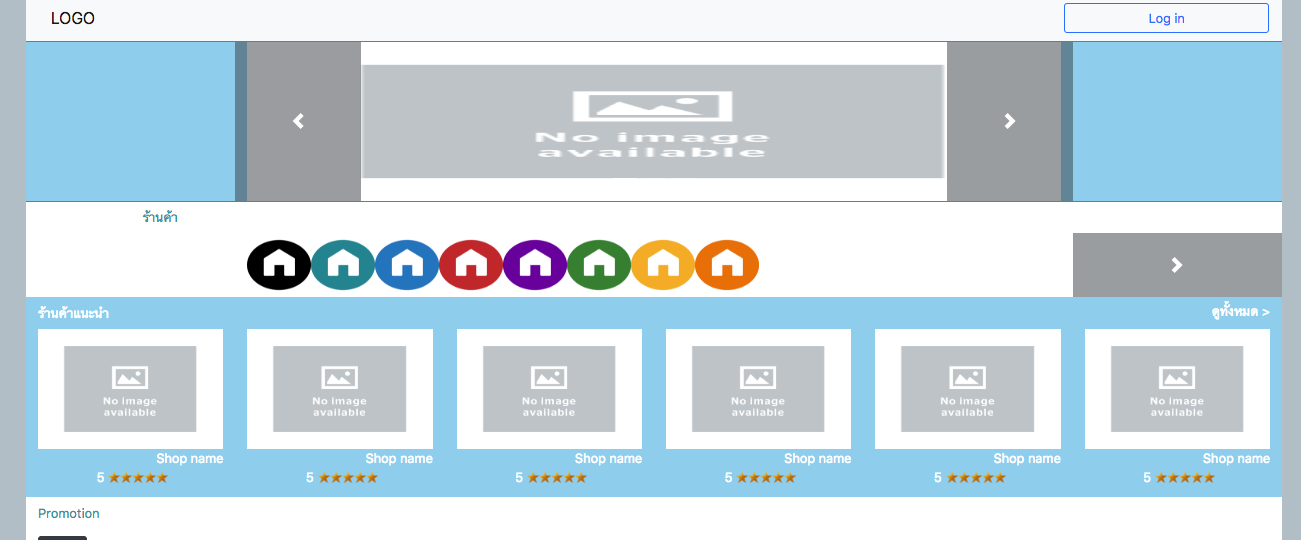 LOGO
Log in
No image
available
ร้านค้า
ร้านค้าแนะนำ
ดูทั้งหมด >
No image
available
No image
available
No image
available
No image
available
No image
available
No image
available
Shop name
Shop name
Shop name
Shop name
Shop name
Shop name
5
5
5
5
5
5
Promotion